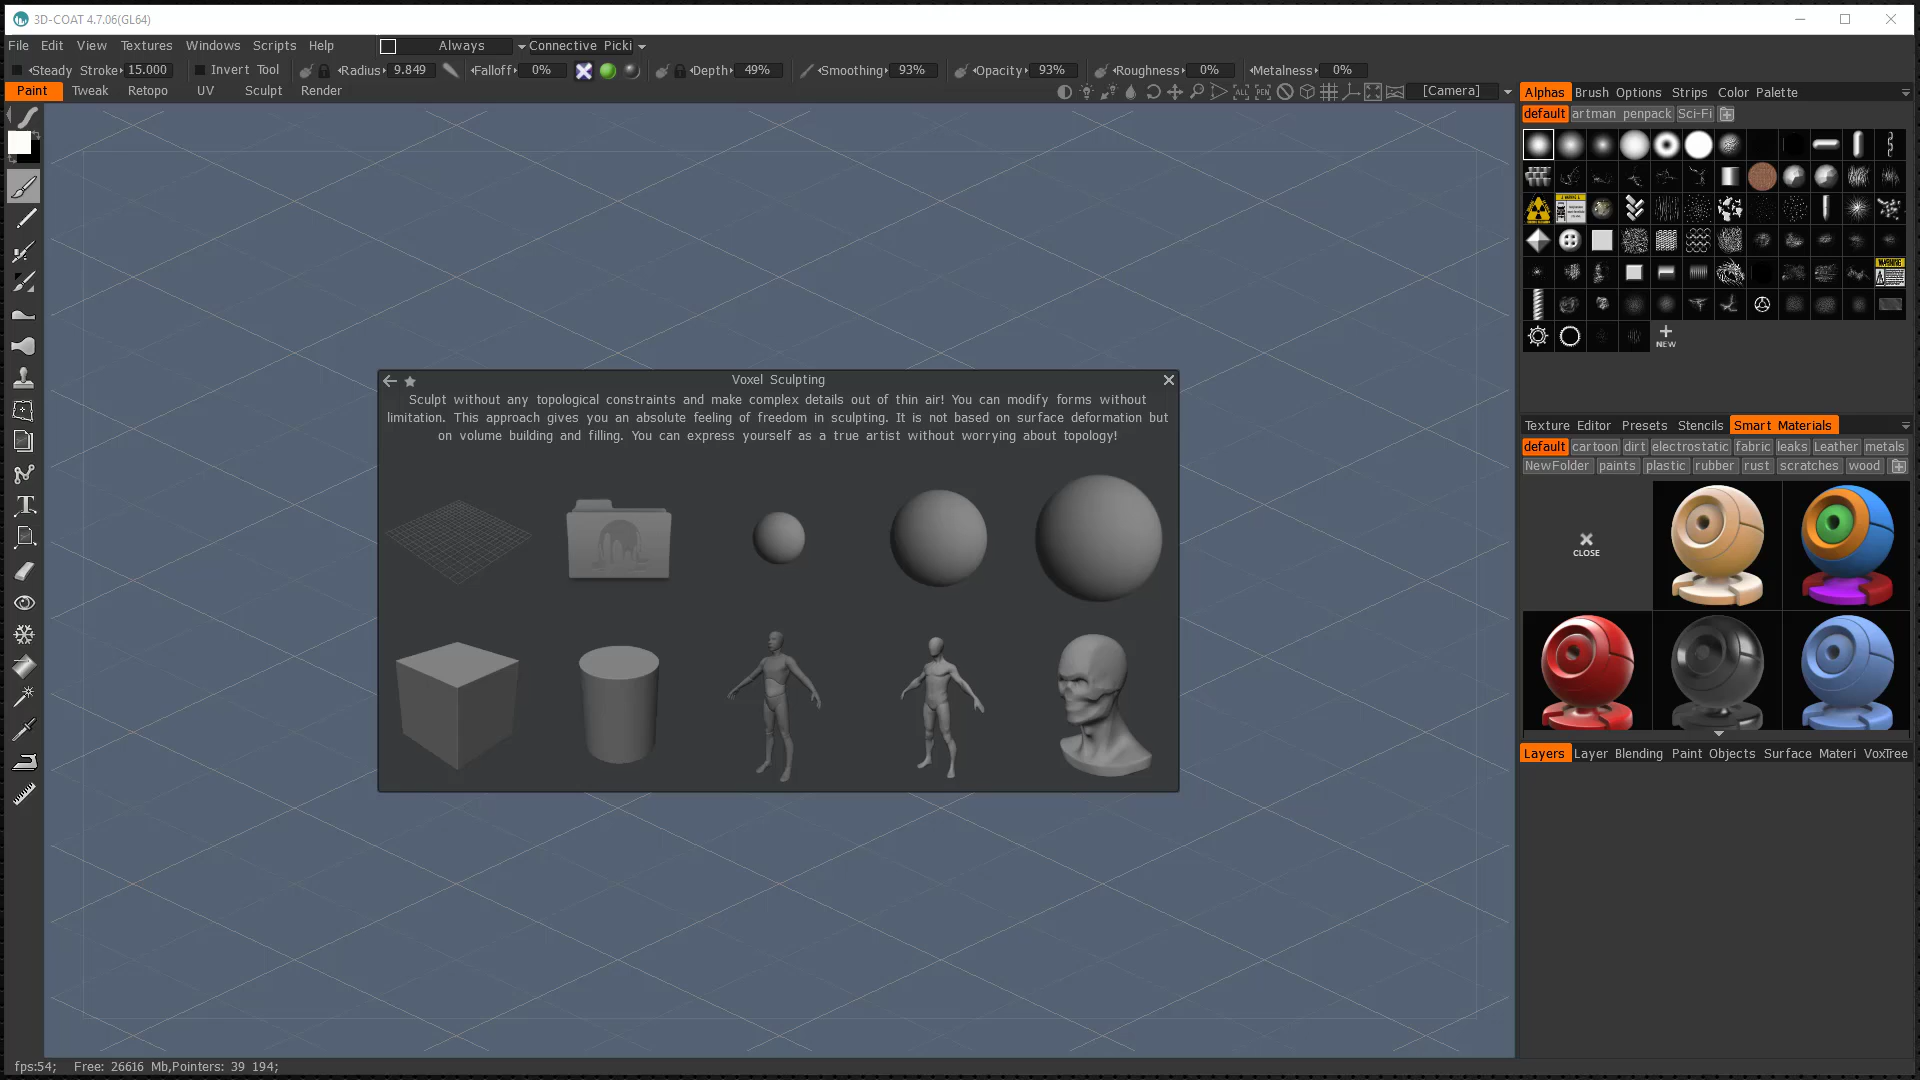 3D-COAT 4.7.06(GL64)
File Edit View Textures Windows Scripts Help Always Connective Picki
Steady Stroke 15.000 Invert Tool Radius 9.849 Falloff 0% Depth 49% Smoothing 93% Opacity 93% Roughness 0% Metalness 0%
Paint Tweak Retopo UV Sculpt Render ALL PEN [Camera]
Alphas Brush Options Strips Color Palette
default artman penpack Sci-Fi
NEW
Voxel Sculpting
Sculpt without any topological constraints and make complex details out of thin air! You can modify forms without
limitation. This approach gives you an absolute feeling of freedom in sculpting. It is not based on surface deformation but
on volume building and filling. You can express yourself as a true artist without worrying about topology!
Texture Editor Presets Stencils Smart Materials
default cartoon dirt electrostatic fabric leaks Leather metals
NewFolder paints plastic rubber rust scratches wood
CLOSE
Layers Layer Blending Paint Objects Surface Materi VoxTree
fps:54; Free: 26616 Mb,Pointers: 39 194;